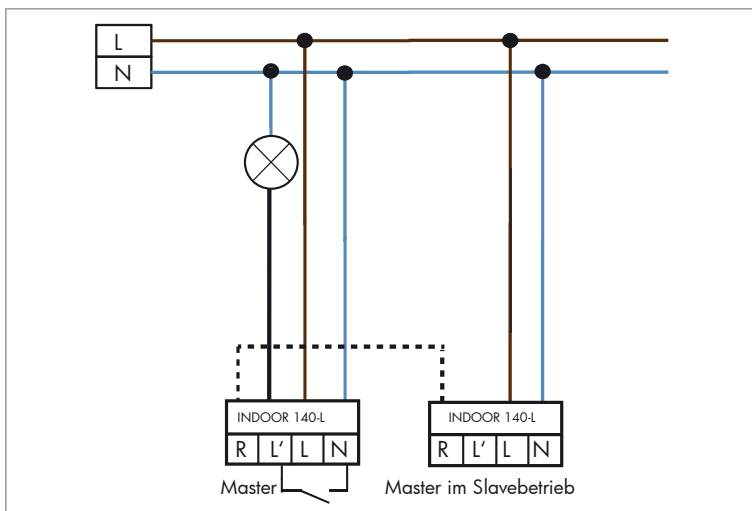 L
N
INDOOR 140-L
INDOOR 140-L
R L' L N
R L' L N
Master
Master im Slavebetrieb